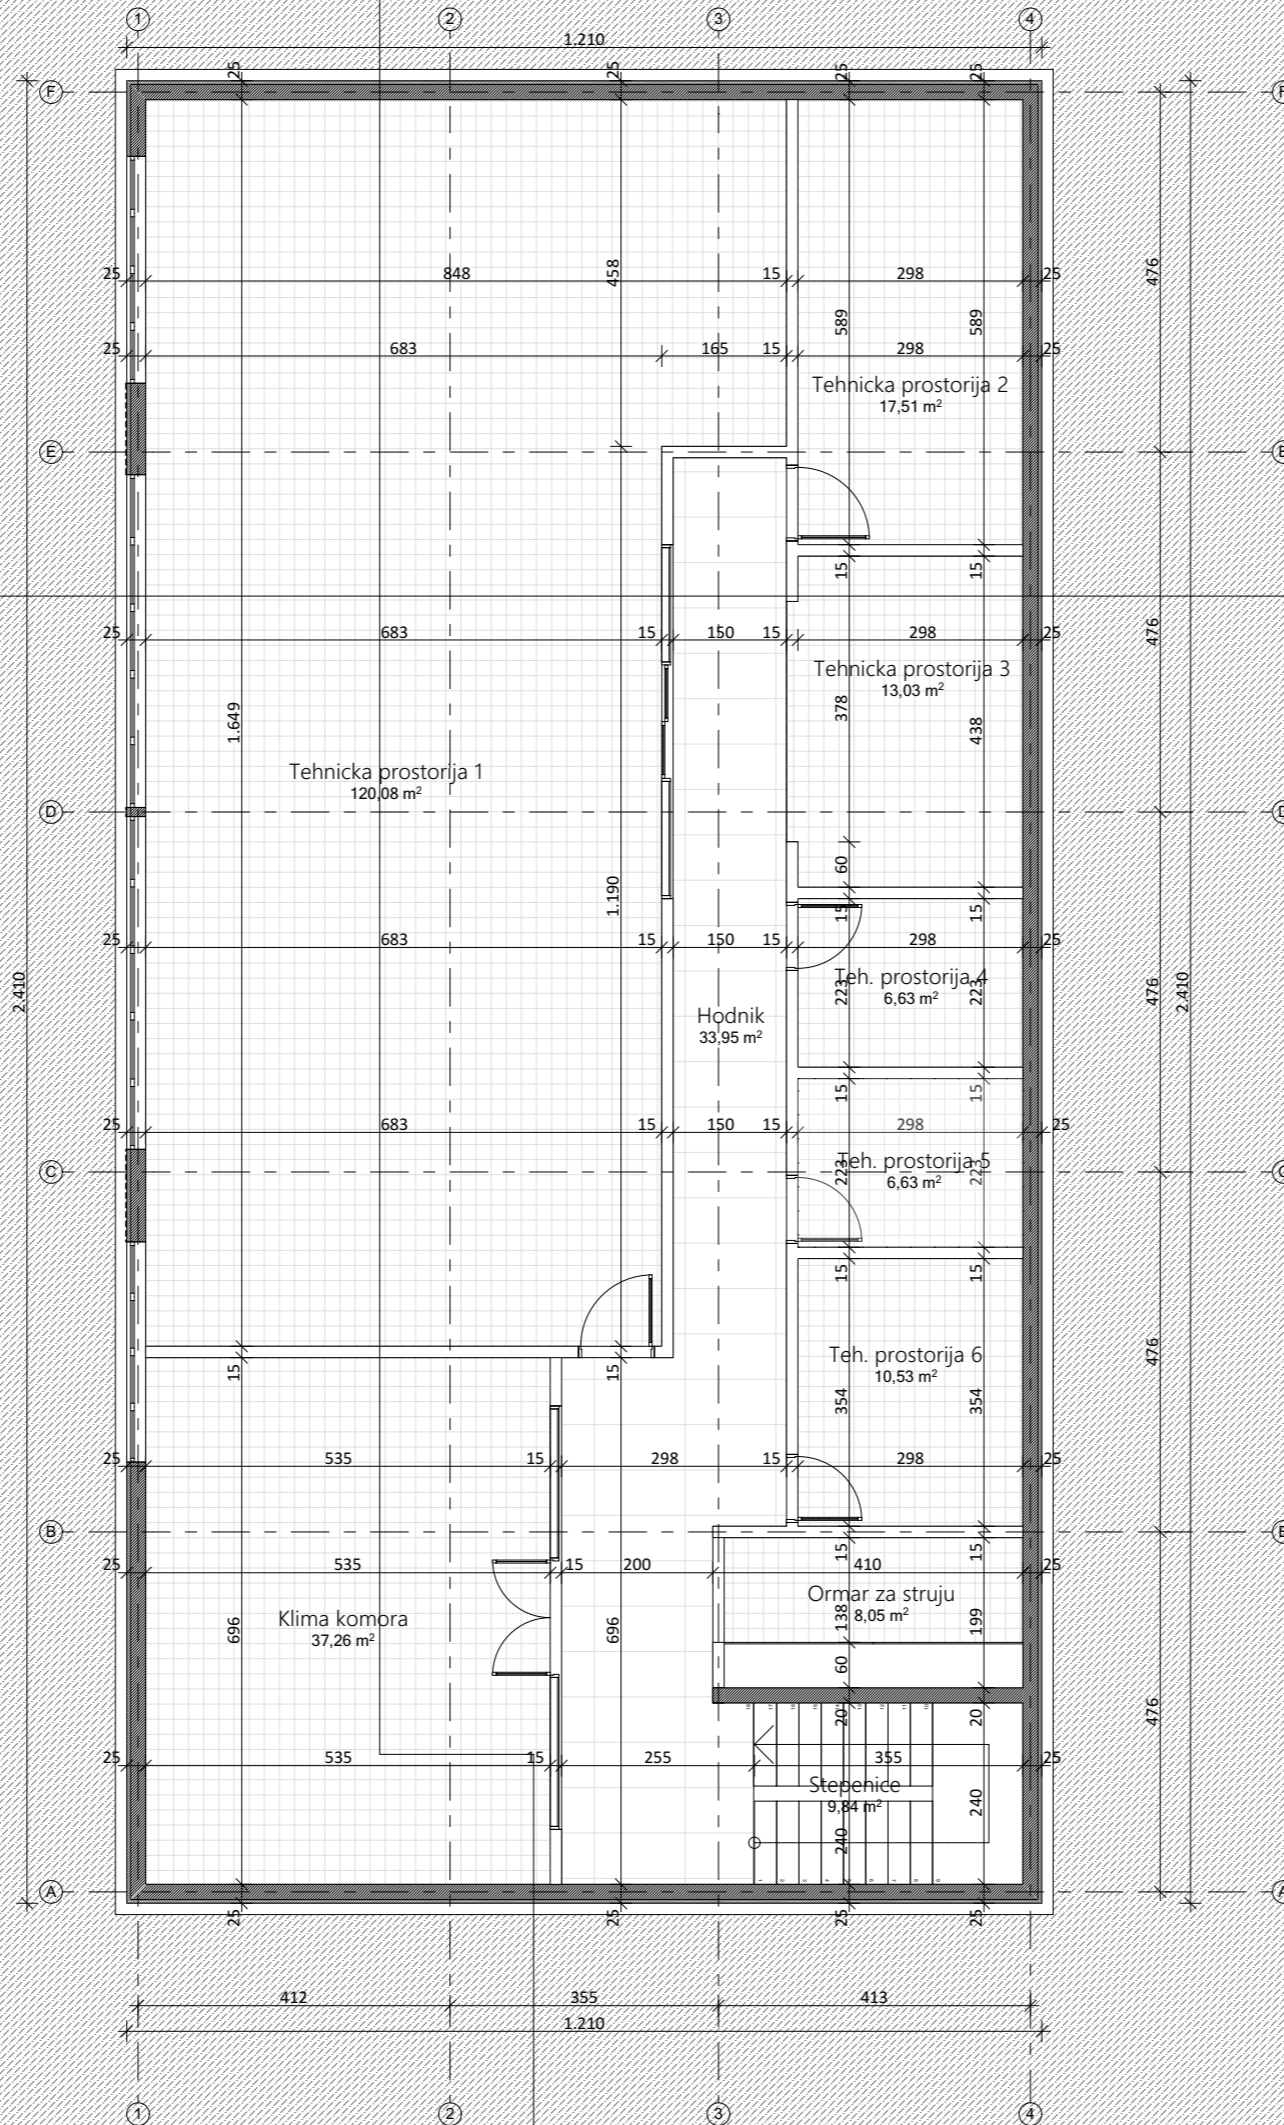 1 2 3 4
1.210
25 25 25 25
F F
25 848 458 15 298 25
476
589 589
25 683 165 15 298 25
Tehnicka prostorija 2
17,51 m²
E E
15 15
25 683 15 150 15 298 25
476
Tehnicka prostorija 3
13,03 m²
1.649 378 438
Tehnicka prostorija 1
120,08 m²
D D
60
1.190 15 15
25 683 15 150 15 298 25
Teh. prostorija 4
6,63 m²
2.410 223 223 476 2.410
Hodnik
33,95 m²
15 15
25 683 15 150 15 298 25
Teh. prostorija 5
6,63 m²
C 223 223 C
15 15
Teh. prostorija 6
10,53 m²
15 15 476
354 354
25 535 15 298 15 298 25
B B
15 15
25 535 15 200 410 25
Ormar za struju
8,05 m²
Klima komora
37,26 m²
696 696 138 199
60
476
20 20
25 535 15 255 355 25
Stepenice
9,84 m²
240 240
A A
25 25 25 25
412 355 413
1.210
1 2 3 4